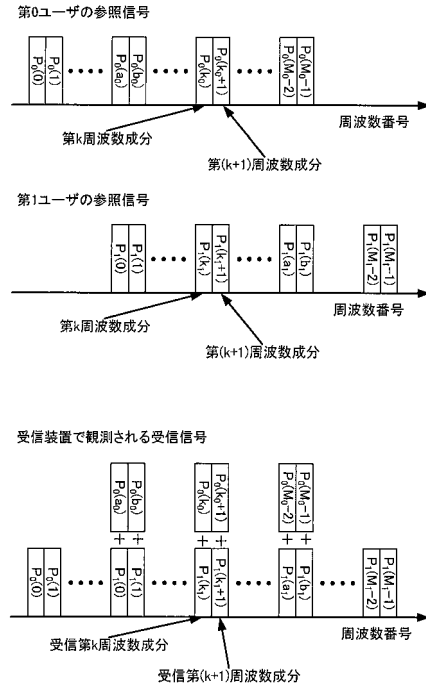 第0ユーザの参照信号
P₀(0) P₀(1) ････ P₀(a₀) P₀(b₀) ････ P₀(k₀) P₀(k₀+1) ････ P₀(M₀−2) P₀(M₀−1)
周波数番号
第k周波数成分
第(k+1)周波数成分
第1ユーザの参照信号
P₁(0) P₁(1) ････ P₁(k₁) P₁(k₁+1) ････ P₁(a₁) P₁(b₁) P₁(M₁−2) P₁(M₁−1)
周波数番号
第k周波数成分
第(k+1)周波数成分
受信装置で観測される受信信号
P₀(a₀) P₀(b₀) P₀(k₀) P₀(k₀+1) P₀(M₀−2) P₀(M₀−1)
+ + + + + +
P₀(0) P₀(1) ････ P₁(0) P₁(1) ････ P₁(k₁) P₁(k₁+1) ････ P₁(a₁) P₁(b₁) ････ P₁(M₁−2) P₁(M₁−1)
周波数番号
受信第k周波数成分
受信第(k+1)周波数成分